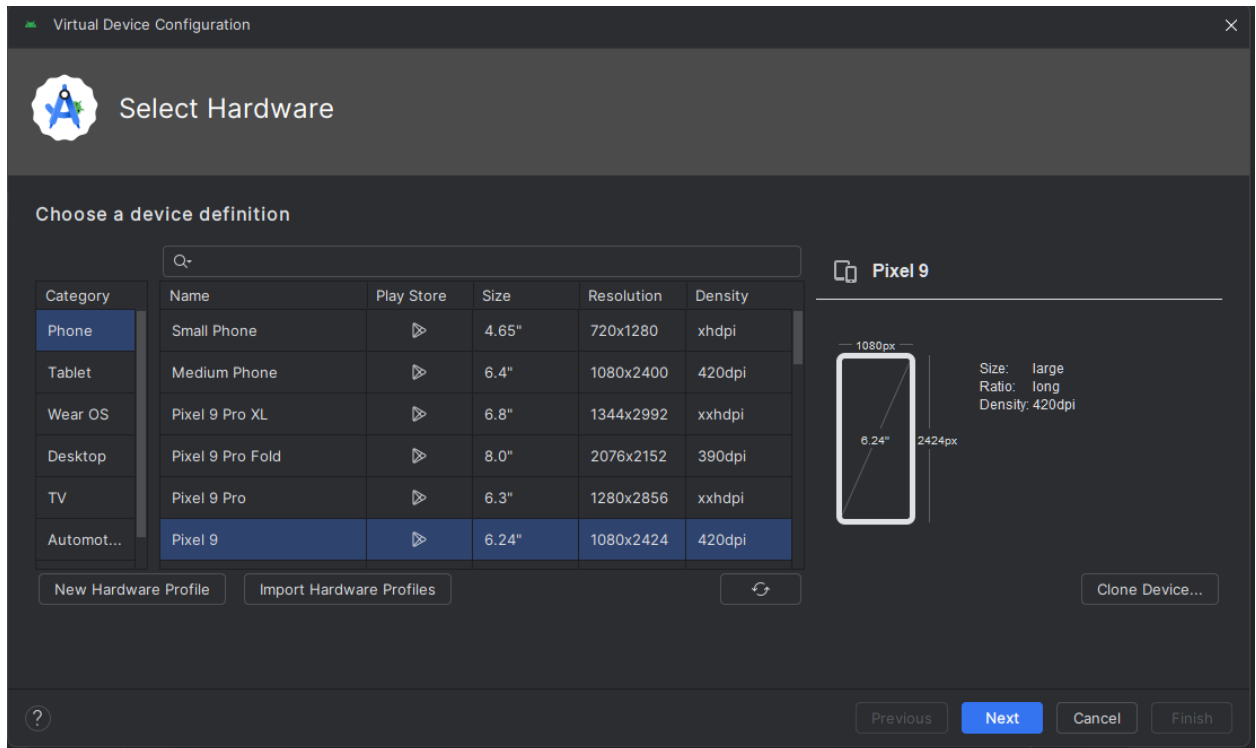 Virtual Device Configuration
Select Hardware
Choose a device definition
Category
Phone
Tablet
Wear OS
Desktop
TV
Automot...
Name Play Store Size Resolution Density
Small Phone 4.65" 720x1280 xhdpi
Medium Phone 6.4" 1080x2400 420dpi
Pixel 9 Pro XL 6.8" 1344x2992 xxhdpi
Pixel 9 Pro Fold 8.0" 2076x2152 390dpi
Pixel 9 Pro 6.3" 1280x2856 xxhdpi
Pixel 9 6.24" 1080x2424 420dpi
New Hardware Profile Import Hardware Profiles
Pixel 9
1080px
6.24" 2424px
Size: large
Ratio: long
Density: 420dpi
Clone Device...
? Previous Next Cancel Finish